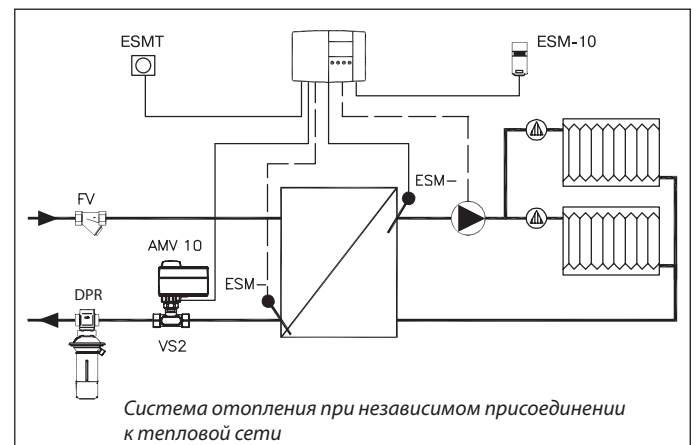 ESMT
ESM-10
FV
ESM-
AMV 10
ESM-
DPR
VS2
Система отопления при независимом присоединении
к тепловой сети